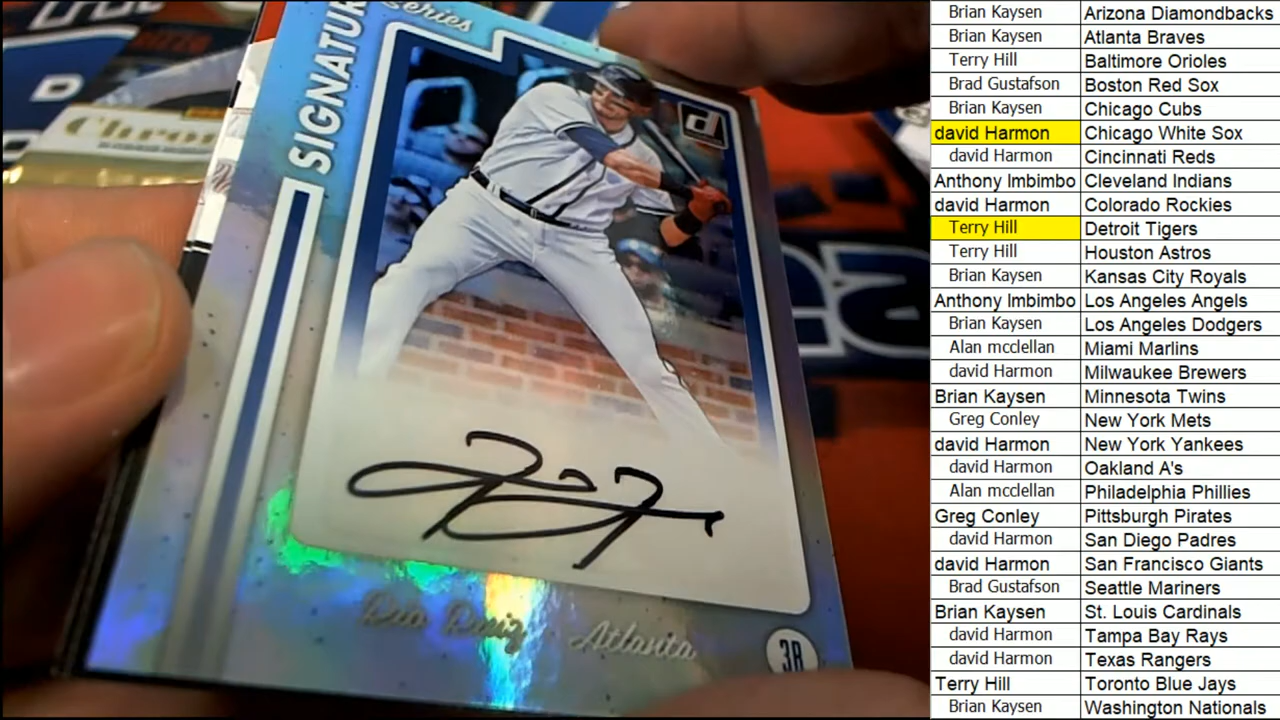 Series
SIGNATUR
Rio Ruiz Atlanta
3B
Chro
Brian Kaysen Arizona Diamondbacks
Brian Kaysen Atlanta Braves
Terry Hill Baltimore Orioles
Brad Gustafson Boston Red Sox
Brian Kaysen Chicago Cubs
david Harmon Chicago White Sox
david Harmon Cincinnati Reds
Anthony Imbimbo Cleveland Indians
david Harmon Colorado Rockies
Terry Hill Detroit Tigers
Terry Hill Houston Astros
Brian Kaysen Kansas City Royals
Anthony Imbimbo Los Angeles Angels
Brian Kaysen Los Angeles Dodgers
Alan mcclellan Miami Marlins
david Harmon Milwaukee Brewers
Brian Kaysen Minnesota Twins
Greg Conley New York Mets
david Harmon New York Yankees
david Harmon Oakland A's
Alan mcclellan Philadelphia Phillies
Greg Conley Pittsburgh Pirates
david Harmon San Diego Padres
david Harmon San Francisco Giants
Brad Gustafson Seattle Mariners
Brian Kaysen St. Louis Cardinals
david Harmon Tampa Bay Rays
david Harmon Texas Rangers
Terry Hill Toronto Blue Jays
Brian Kaysen Washington Nationals